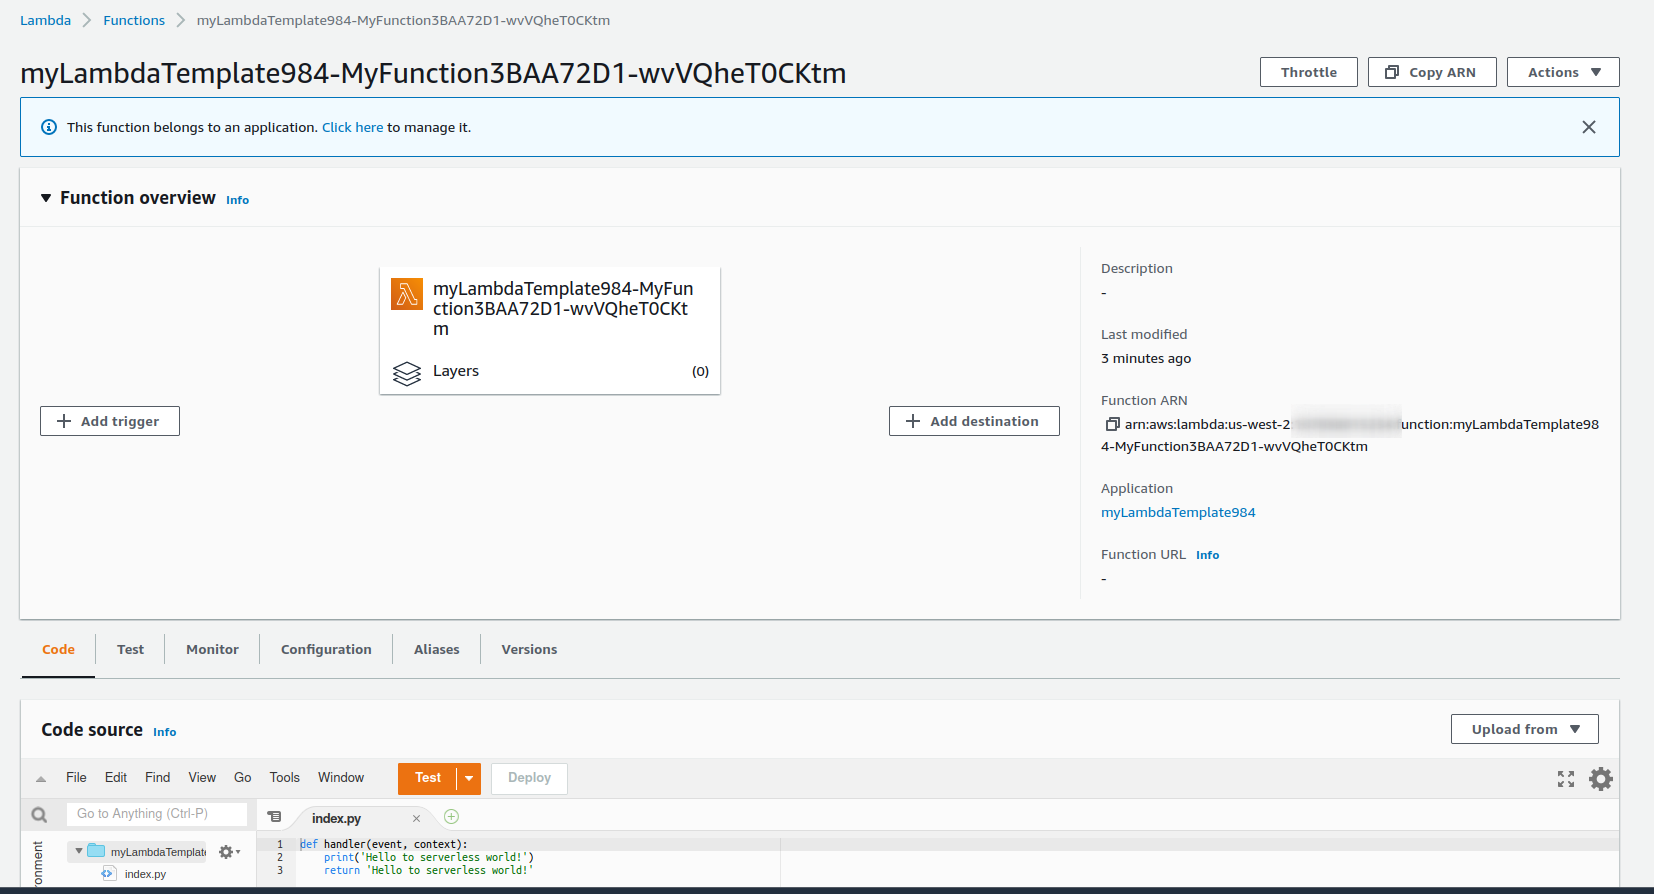 Lambda > Functions > myLambdaTemplate984-MyFunction3BAA72D1-wvVQheT0CKtm
myLambdaTemplate984-MyFunction3BAA72D1-wvVQheT0CKtm
Throttle
Copy ARN
Actions
This function belongs to an application. Click here to manage it.
Function overview Info
myLambdaTemplate984-MyFun
ction3BAA72D1-wvVQheT0CKt
m
Layers (0)
Add trigger
Add destination
Description
-
Last modified
3 minutes ago
Function ARN
arn:aws:lambda:us-west-2: unction:myLambdaTemplate98
4-MyFunction3BAA72D1-wvVQheT0CKtm
Application
myLambdaTemplate984
Function URL Info
-
Code Test Monitor Configuration Aliases Versions
Code source Info
Upload from
File Edit Find View Go Tools Window Test Deploy
Go to Anything (Ctrl-P)
index.py
myLambdaTemplat
index.py
1 def handler(event, context):
2 print('Hello to serverless world!')
3 return 'Hello to serverless world!'